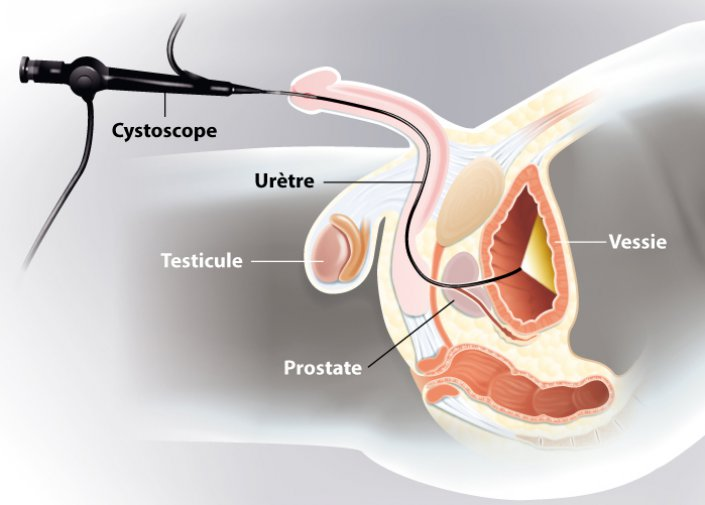 Cystoscope
Urètre
Testicule
Vessie
Prostate